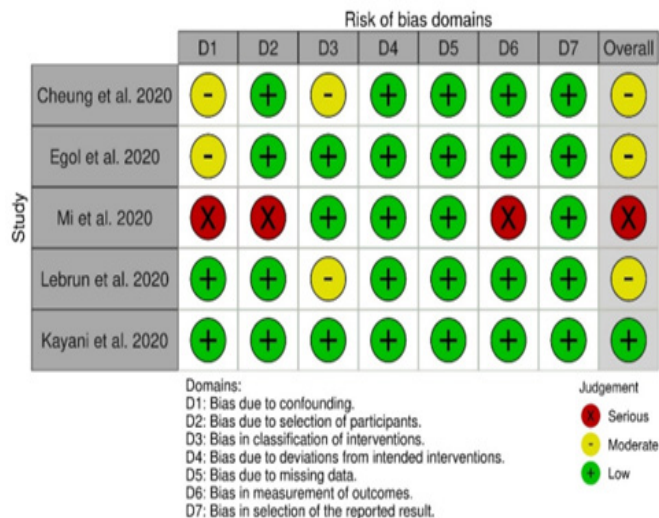 Risk of bias domains
D1 D2 D3 D4 D5 D6 D7 Overall
Study
Cheung et al. 2020 - + - + + + + -
Egol et al. 2020 - + + + + + + -
Mi et al. 2020 X X + + + X + X
Lebrun et al. 2020 + + - + + + + -
Kayani et al. 2020 + + + + + + + +
Domains:
D1: Bias due to confounding.
D2: Bias due to selection of participants.
D3: Bias in classification of interventions.
D4: Bias due to deviations from intended interventions.
D5: Bias due to missing data.
D6: Bias in measurement of outcomes.
D7: Bias in selection of the reported result.
Judgement
X Serious
- Moderate
+ Low